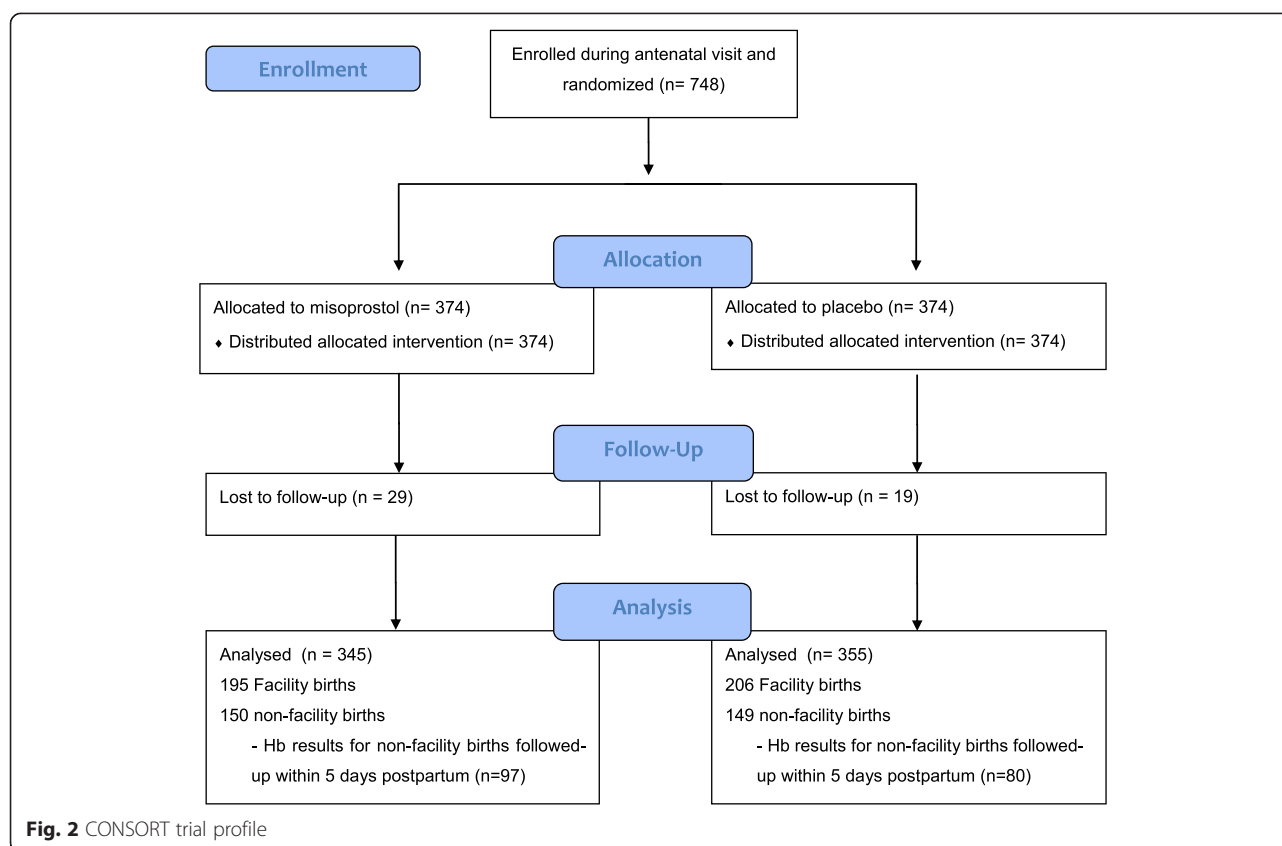 Enrollment
Enrolled during antenatal visit and
randomized (n= 748)
Allocation
Allocated to misoprostol (n= 374)
♦ Distributed allocated intervention (n= 374)
Allocated to placebo (n= 374)
♦ Distributed allocated intervention (n= 374)
Follow-Up
Lost to follow-up (n = 29)
Lost to follow-up (n = 19)
Analysis
Analysed (n = 345)
195 Facility births
150 non-facility births
- Hb results for non-facility births followed-
up within 5 days postpartum (n=97)
Analysed (n= 355)
206 Facility births
149 non-facility births
- Hb results for non-facility births followed-
up within 5 days postpartum (n=80)
Fig. 2 CONSORT trial profile